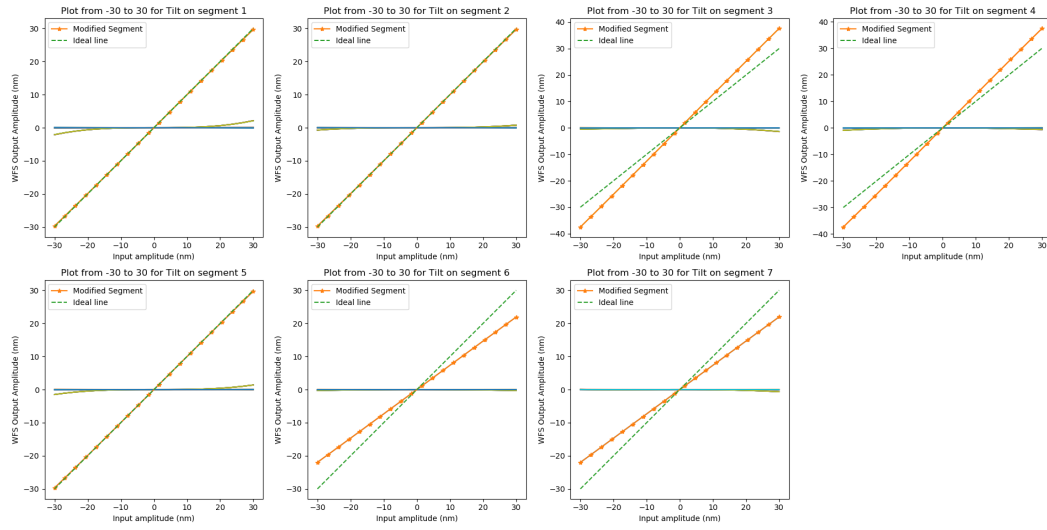 Plot from -30 to 30 for Tilt on segment 1
Modified Segment
Ideal line
WFS Output Amplitude (nm)
30
20
10
0
−10
−20
−30
−30 −20 −10 0 10 20 30
Input amplitude (nm)
Plot from -30 to 30 for Tilt on segment 2
Modified Segment
Ideal line
WFS Output Amplitude (nm)
30
20
10
0
−10
−20
−30
−30 −20 −10 0 10 20 30
Input amplitude (nm)
Plot from -30 to 30 for Tilt on segment 3
Modified Segment
Ideal line
WFS Output Amplitude (nm)
40
30
20
10
0
−10
−20
−30
−40
−30 −20 −10 0 10 20 30
Input amplitude (nm)
Plot from -30 to 30 for Tilt on segment 4
Modified Segment
Ideal line
WFS Output Amplitude (nm)
40
30
20
10
0
−10
−20
−30
−40
−30 −20 −10 0 10 20 30
Input amplitude (nm)
Plot from -30 to 30 for Tilt on segment 5
Modified Segment
Ideal line
WFS Output Amplitude (nm)
30
20
10
0
−10
−20
−30
−30 −20 −10 0 10 20 30
Input amplitude (nm)
Plot from -30 to 30 for Tilt on segment 6
Modified Segment
Ideal line
WFS Output Amplitude (nm)
30
20
10
0
−10
−20
−30
−30 −20 −10 0 10 20 30
Input amplitude (nm)
Plot from -30 to 30 for Tilt on segment 7
Modified Segment
Ideal line
WFS Output Amplitude (nm)
30
20
10
0
−10
−20
−30
−30 −20 −10 0 10 20 30
Input amplitude (nm)